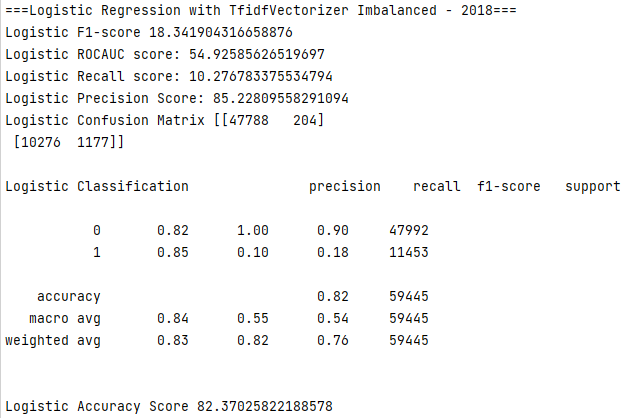 ===Logistic Regression with TfidfVectorizer Imbalanced - 2018===
Logistic F1-score 18.341904316658876
Logistic ROCAUC score: 54.92585626519697
Logistic Recall score: 10.276783375534794
Logistic Precision Score: 85.22809558291094
Logistic Confusion Matrix [[47788   204]
 [10276  1177]]
Logistic Classification               precision    recall  f1-score   support
           0       0.82      1.00      0.90     47992
           1       0.85      0.10      0.18     11453
    accuracy                           0.82     59445
   macro avg       0.84      0.55      0.54     59445
weighted avg       0.83      0.82      0.76     59445
Logistic Accuracy Score 82.37025822188578